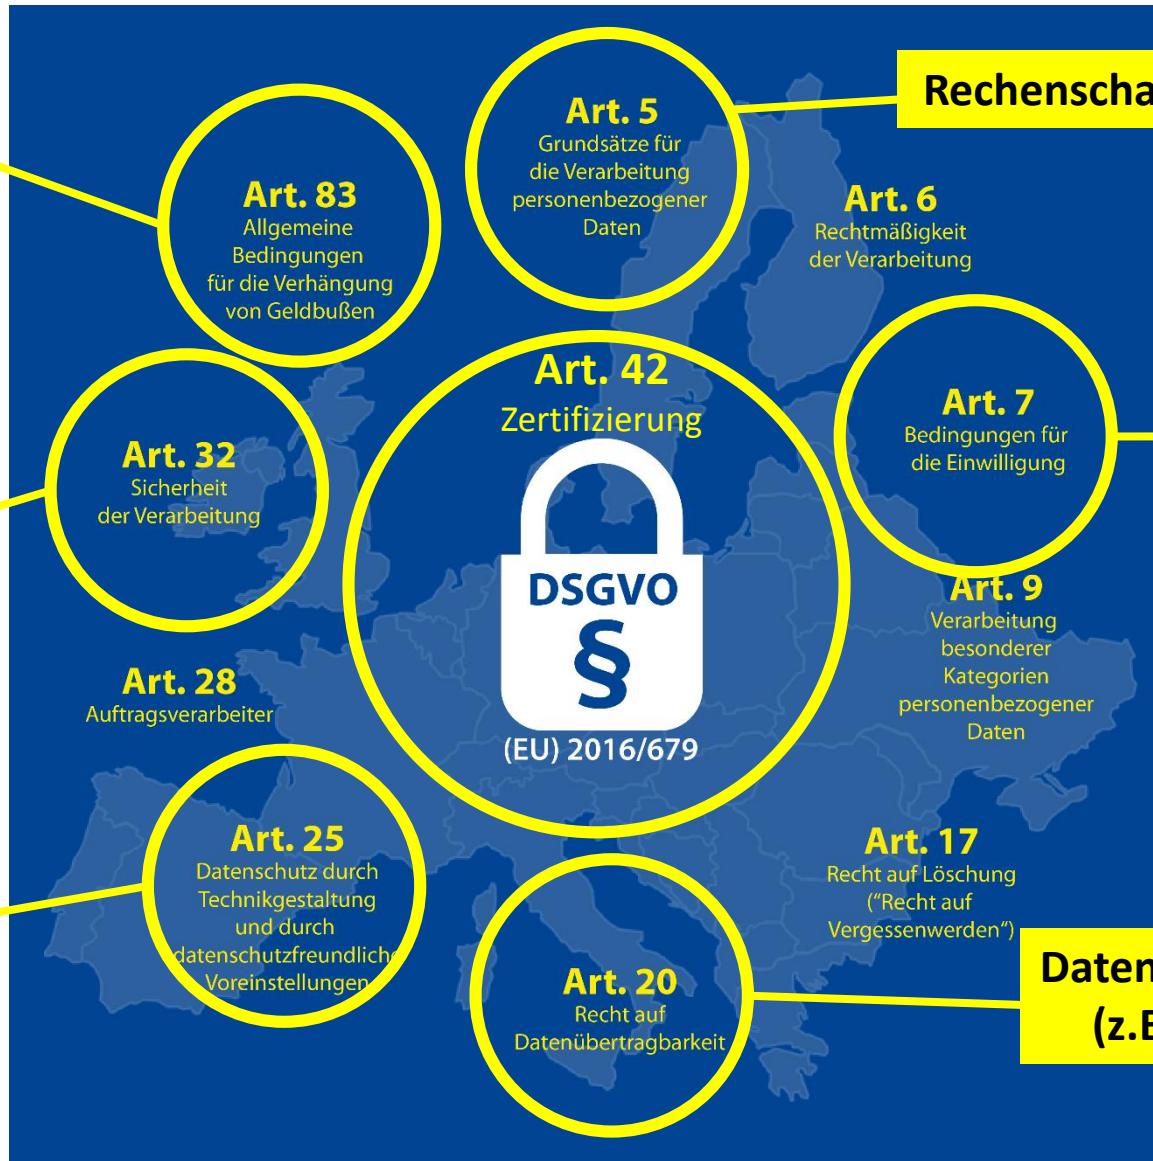 Art. 5
Grundsätze für
die Verarbeitung
personenbezogener
Daten
Art. 6
Rechtmäßigkeit
der Verarbeitung
Art. 7
Bedingungen für
die Einwilligung
Art. 9
Verarbeitung
besonderer
Kategorien
personenbezogener
Daten
Art. 17
Recht auf Löschung
("Recht auf
Vergessenwerden")
Art. 20
Recht auf
Datenübertragbarkeit
Art. 25
Datenschutz durch
Technikgestaltung
und durch
datenschutzfreundliche
Voreinstellungen
Art. 28
Auftragsverarbeiter
Art. 32
Sicherheit
der Verarbeitung
Art. 83
Allgemeine
Bedingungen
für die Verhängung
von Geldbußen
Art. 42
Zertifizierung
DSGVO
§
(EU) 2016/679
Rechenscha
Daten
(z.B